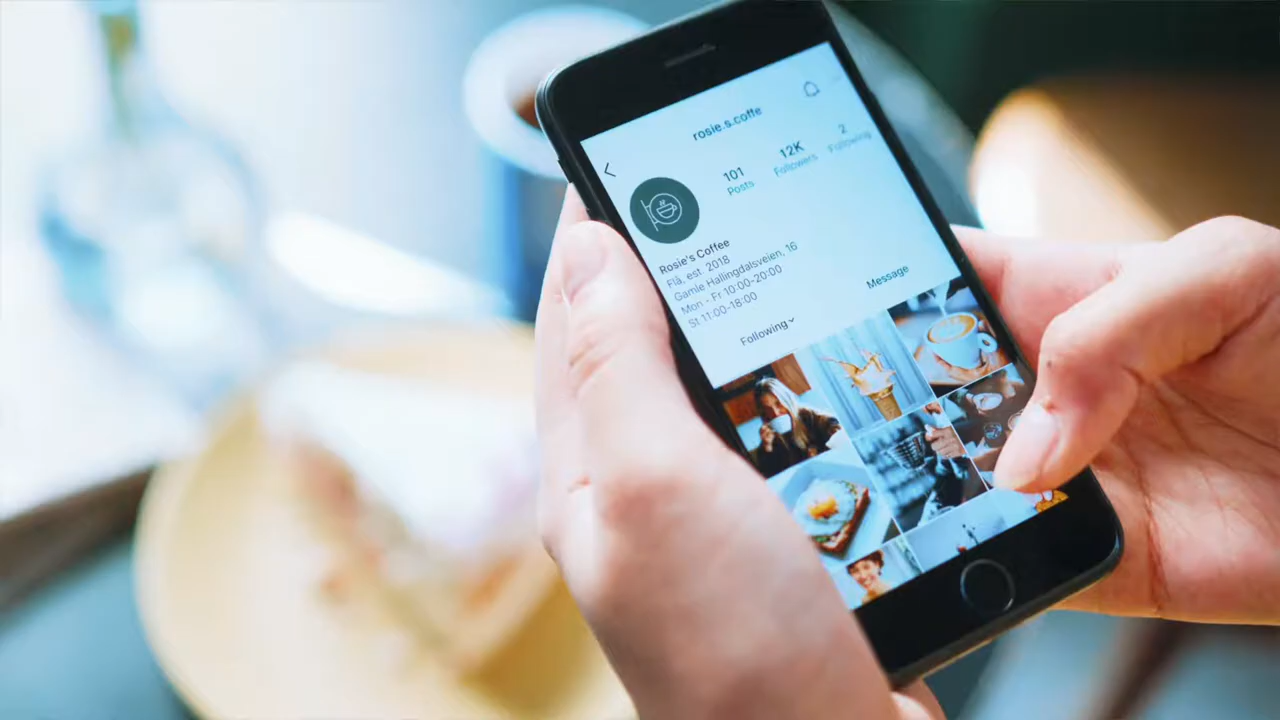 rosie.s.coffe
101
Posts
12K
Followers
2
Following
Rosie's Coffee
Flå, est. 2018
Gamle Hallingdalsveien, 16
Mon - Fr 10:00-20:00
St 11:00-18:00
Following
Message